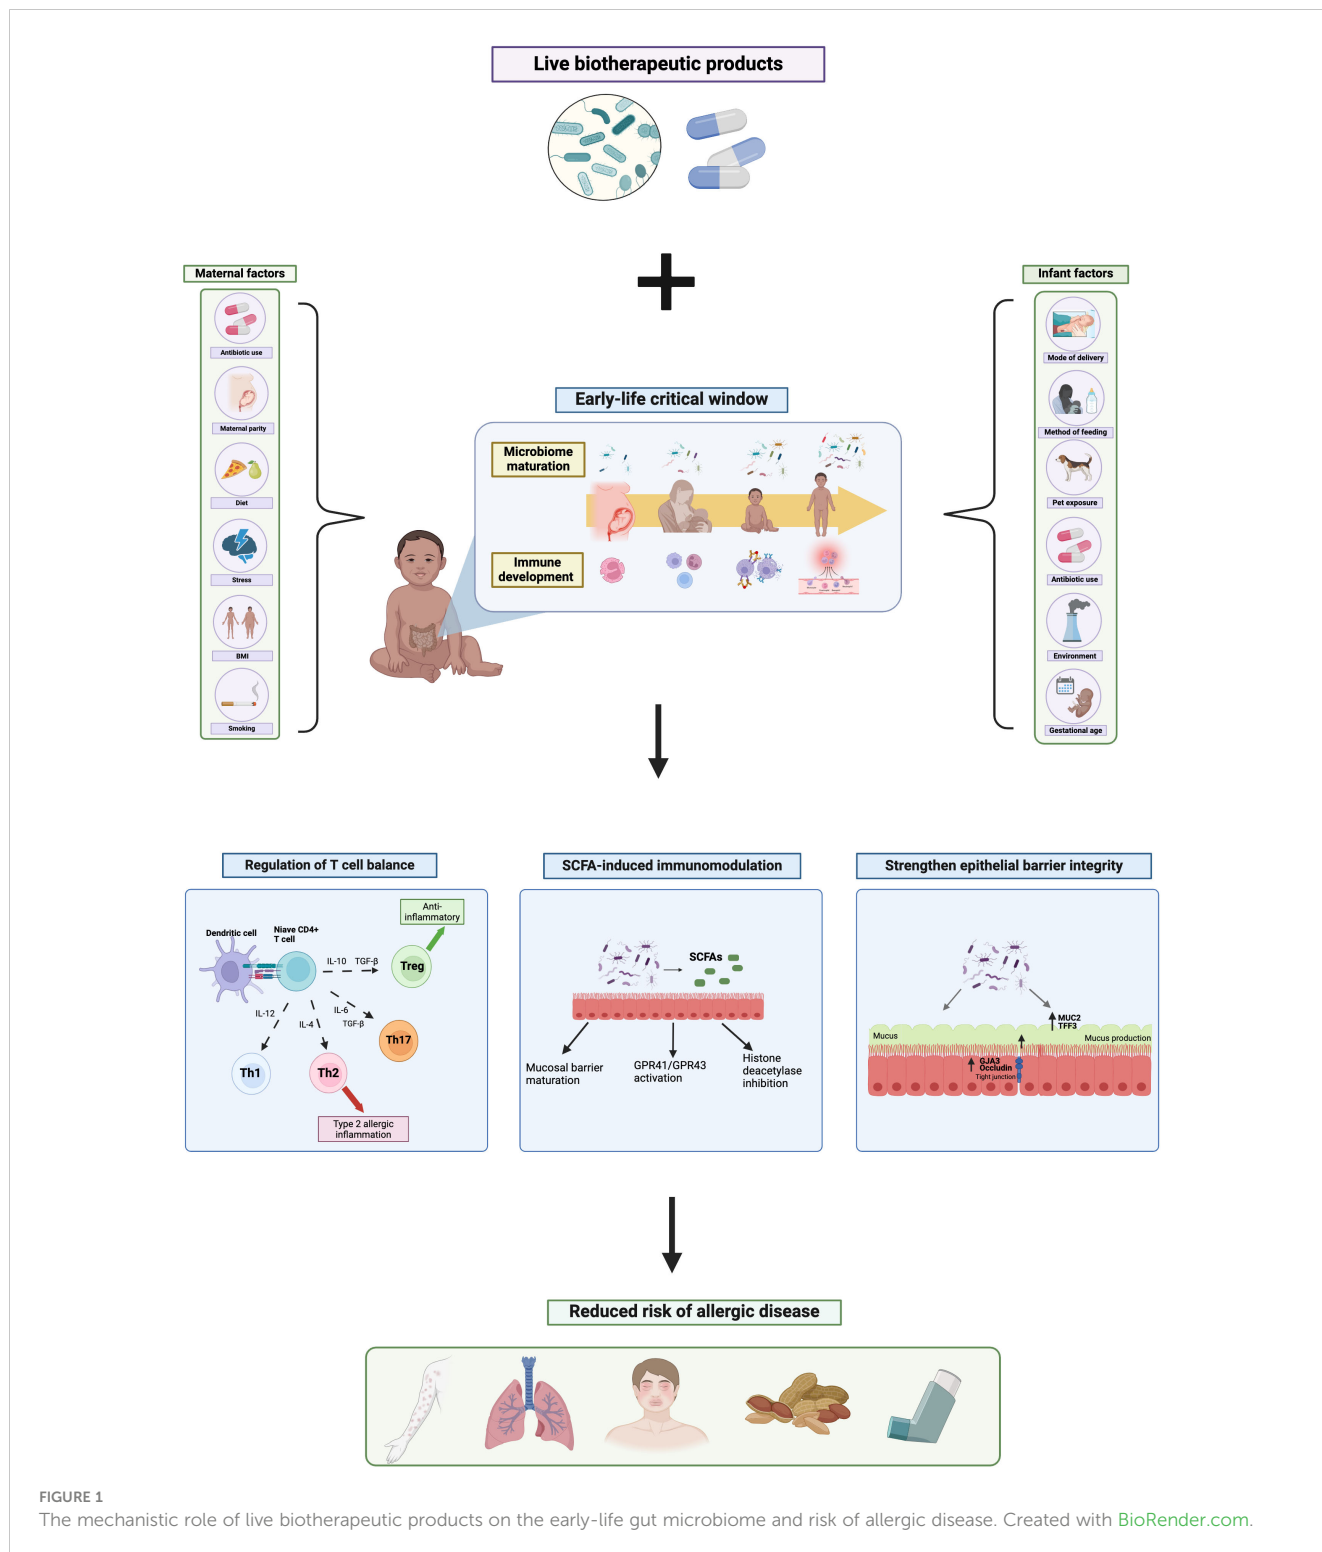 Live biotherapeutic products
Maternal factors
Antibiotic use
Maternal parity
Diet
Stress
BMI
Smoking
Infant factors
Mode of delivery
Method of feeding
Pet exposure
Antibiotic use
Environment
Gestational age
Early-life critical window
Microbiome
maturation
Immune
development
Regulation of T cell balance
Anti-
inflammatory
Dendritic cell
Niave CD4+
T cell
IL-10
TGF-β
Treg
IL-12
IL-4
IL-6
TGF-β
Th17
Th1
Th2
Type 2 allergic
inflammation
SCFA-induced immunomodulation
SCFAs
Mucosal barrier
maturation
GPR41/GPR43
activation
Histone
deacetylase
inhibition
Strengthen epithelial barrier integrity
MUC2
TFF3
Mucus
Mucus production
GJA3
Occludin
Tight junction
Reduced risk of allergic disease
FIGURE 1
The mechanistic role of live biotherapeutic products on the early-life gut microbiome and risk of allergic disease. Created with BioRender.com.